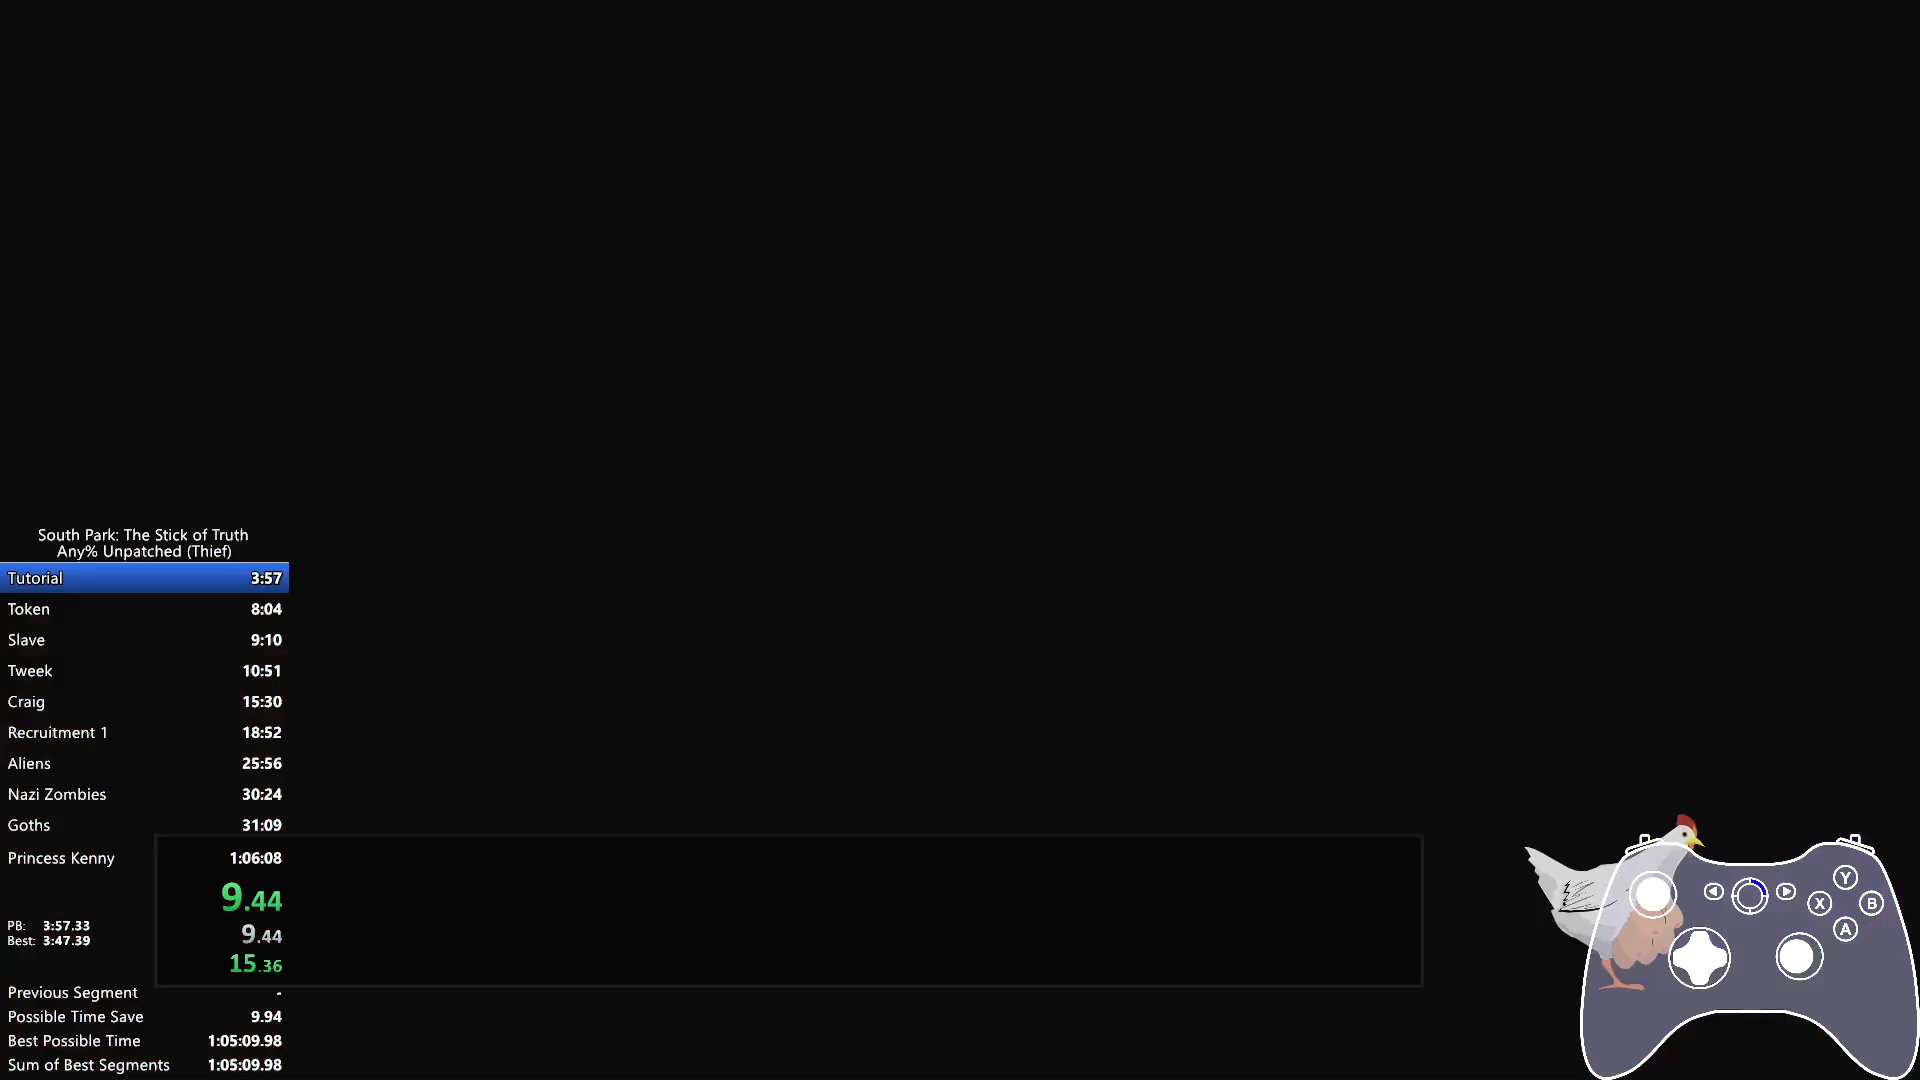 South Park: The Stick of Truth
Any% Unpatched (Thief)
Tutorial 3:57
Token 8:04
Slave 9:10
Tweek 10:51
Craig 15:30
Recruitment 1 18:52
Aliens 25:56
Nazi Zombies 30:24
Goths 31:09
Princess Kenny 1:06:08
9.44
PB: 3:57.33 9.44
Best: 3:47.39
15.36
Previous Segment -
Possible Time Save 9.94
Best Possible Time 1:05:09.98
Sum of Best Segments 1:05:09.98
Y
X B
A